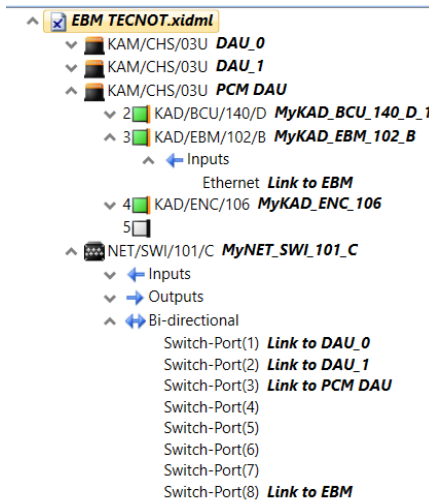 EBM TECNOT.xidml
KAM/CHS/03U DAU_0
KAM/CHS/03U DAU_1
KAM/CHS/03U PCM DAU
2 KAD/BCU/140/D MyKAD_BCU_140_D_1
3 KAD/EBM/102/B MyKAD_EBM_102_B
Inputs
Ethernet Link to EBM
4 KAD/ENC/106 MyKAD_ENC_106
5
NET/SWI/101/C MyNET_SWI_101_C
Inputs
Outputs
Bi-directional
Switch-Port(1) Link to DAU_0
Switch-Port(2) Link to DAU_1
Switch-Port(3) Link to PCM DAU
Switch-Port(4)
Switch-Port(5)
Switch-Port(6)
Switch-Port(7)
Switch-Port(8) Link to EBM